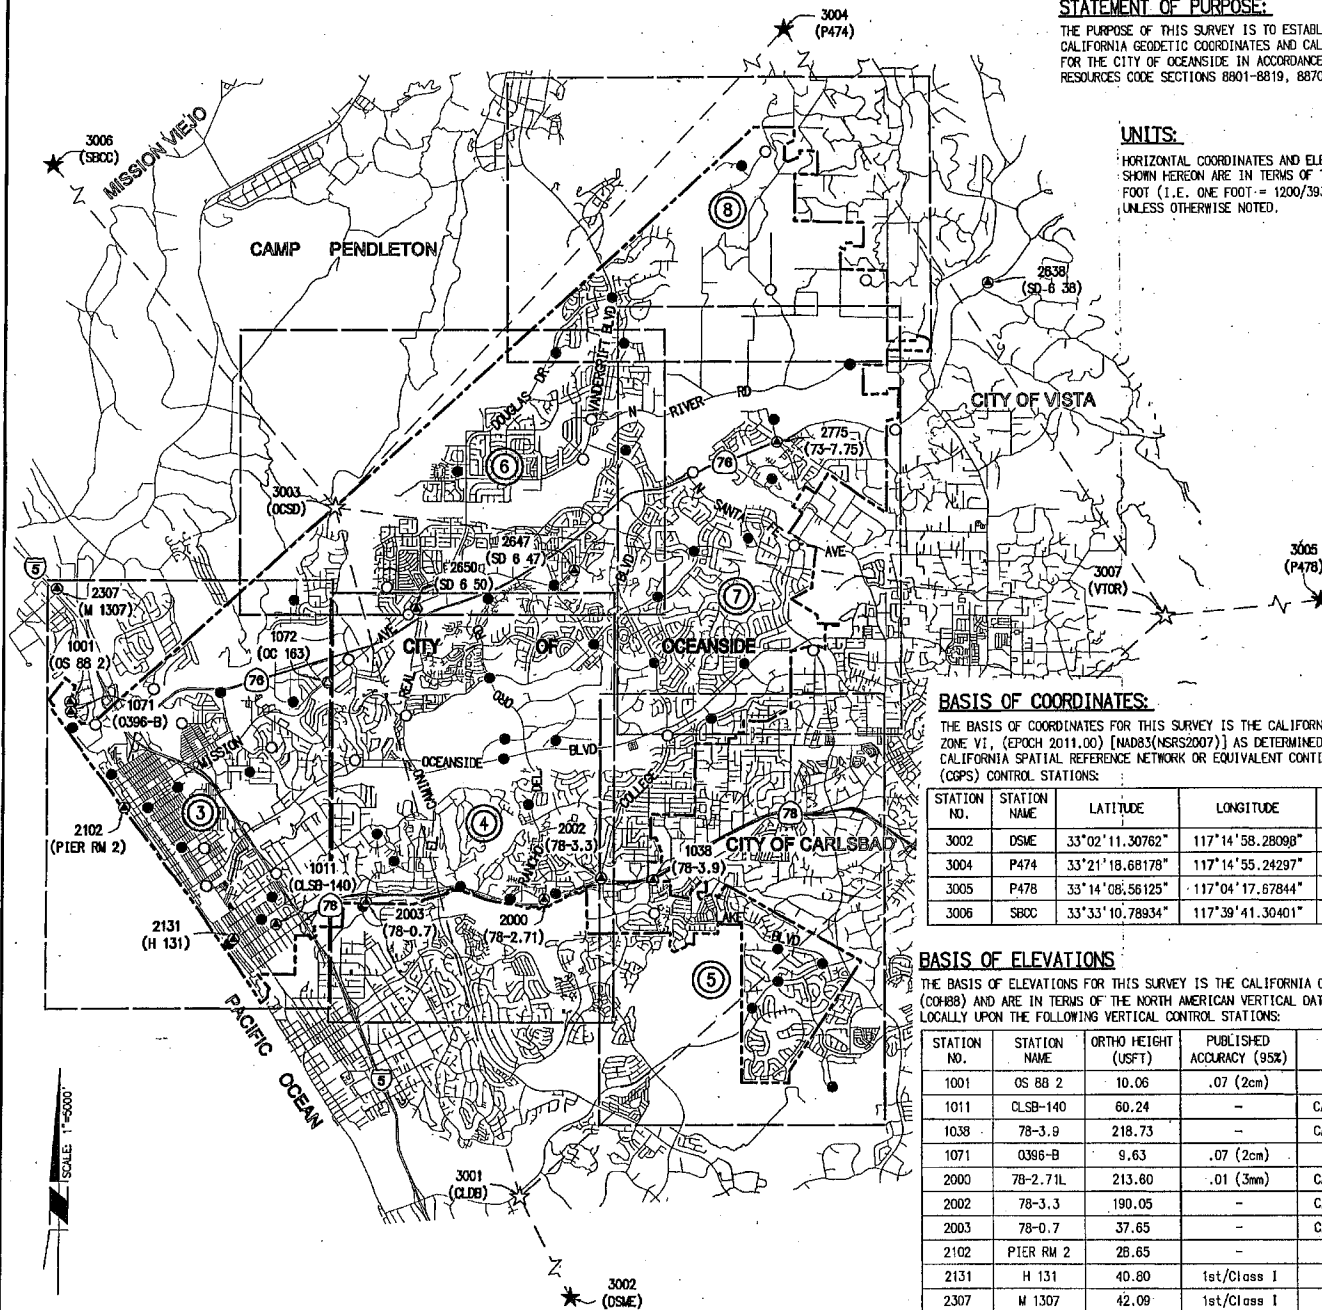 STATEMENT OF PURPOSE:
THE PURPOSE OF THIS SURVEY IS TO ESTABL
CALIFORNIA GEODETIC COORDINATES AND CAL
FOR THE CITY OF OCEANSIDE IN ACCORDANCE
RESOURCES CODE SECTIONS 8801-8819, 8870
UNITS:
HORIZONTAL COORDINATES AND ELE
SHOWN HEREON ARE IN TERMS OF
FOOT (I.E. ONE FOOT = 1200/393
UNLESS OTHERWISE NOTED.
3004
(P474)
3006
(SBCC)
MISSION VIEJO
CAMP PENDLETON
8
2638
(SD-6 38)
VANDERGRIFT BLVD
DOUGLAS DR
N RIVER RD
CITY OF VISTA
2775
(73-7.75)
76
6
3003
(OCSD)
N SANTA FE AVE
2647
(SD 6 47)
2650
(SD 6 50)
BLVD
3005
(P478)
3007
(VTOR)
5
2307
(M 1307)
7
1001
(OS 88 2)
1072
(OC 163)
AVE
CITY OF OCEANSIDE
76
EL
REAL
ORO
1071
(0396-B)
MISSION
OCEANSIDE BLVD
CAMINO
DEL
COLLEGE
3
4
2102
(PIER RM 2)
2002
(78-3.3)
78
CITY OF CARLSBAD
1038
(78-3.9)
EL
RANCHO
1011
(CLSB-140)
78
2003
(78-0.7)
2000
(78-2.71)
LAKE BLVD
2131
(H 131)
5
PACIFIC OCEAN
5
SCALE: 1"=5000'
3001
(CLDB)
3002
(DSME)
BASIS OF COORDINATES:
THE BASIS OF COORDINATES FOR THIS SURVEY IS THE CALIFORN
ZONE VI, (EPOCH 2011.00) [NAD83(NSRS2007)] AS DETERMINED
CALIFORNIA SPATIAL REFERENCE NETWORK OR EQUIVALENT CONTI
(CGPS) CONTROL STATIONS:
STATION NO. STATION NAME LATITUDE LONGITUDE
3002 DSME 33°02'11.30762" 117°14'58.28098"
3004 P474 33°21'18.68178" 117°14'55.24297"
3005 P478 33°14'08.56125" 117°04'17.67844"
3006 SBCC 33°33'10.78934" 117°39'41.30401"
BASIS OF ELEVATIONS
THE BASIS OF ELEVATIONS FOR THIS SURVEY IS THE CALIFORNIA O
(COH88) AND ARE IN TERMS OF THE NORTH AMERICAN VERTICAL DAT
LOCALLY UPON THE FOLLOWING VERTICAL CONTROL STATIONS:
STATION NO. STATION NAME ORTHO HEIGHT (USFT) PUBLISHED ACCURACY (95%)
1001 OS 88 2 10.06 .07 (2cm)
1011 CLSB-140 60.24 - C
1038 78-3.9 218.73 - C
1071 0396-B 9.63 .07 (2cm)
2000 78-2.71L 213.60 .01 (3mm) C
2002 78-3.3 190.05 - C
2003 78-0.7 37.65 - C
2102 PIER RM 2 28.65 -
2131 H 131 40.80 1st/Class I
2307 M 1307 42.09 1st/Class I